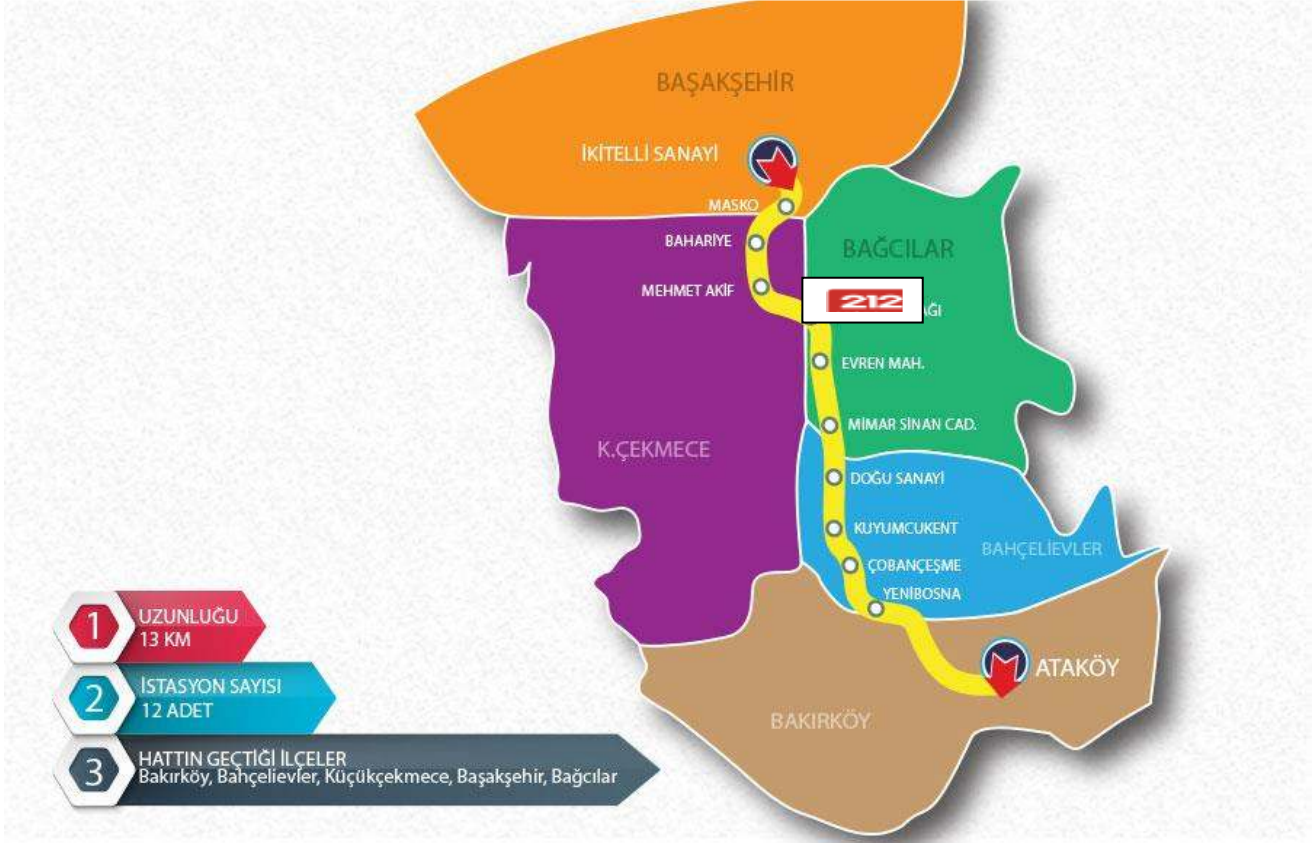 BAŞAKŞEHİR
İKİTELLİ SANAYİ
MASKO
BAHARİYE
BAĞCILAR
MEHMET AKİF
212
AĞI
EVREN MAH.
MİMAR SİNAN CAD.
K.ÇEKMECE
DOĞU SANAYİ
KUYUMCUKENT
BAHÇELİEVLER
ÇOBANÇEŞME
YENİBOSNA
ATAKÖY
BAKIRKÖY
1
UZUNLUĞU
13 KM
2
İSTASYON SAYISI
12 ADET
3
HATTIN GEÇTİĞİ İLÇELER
Bakırköy, Bahçelievler, Küçükçekmece, Başakşehir, Bağcılar